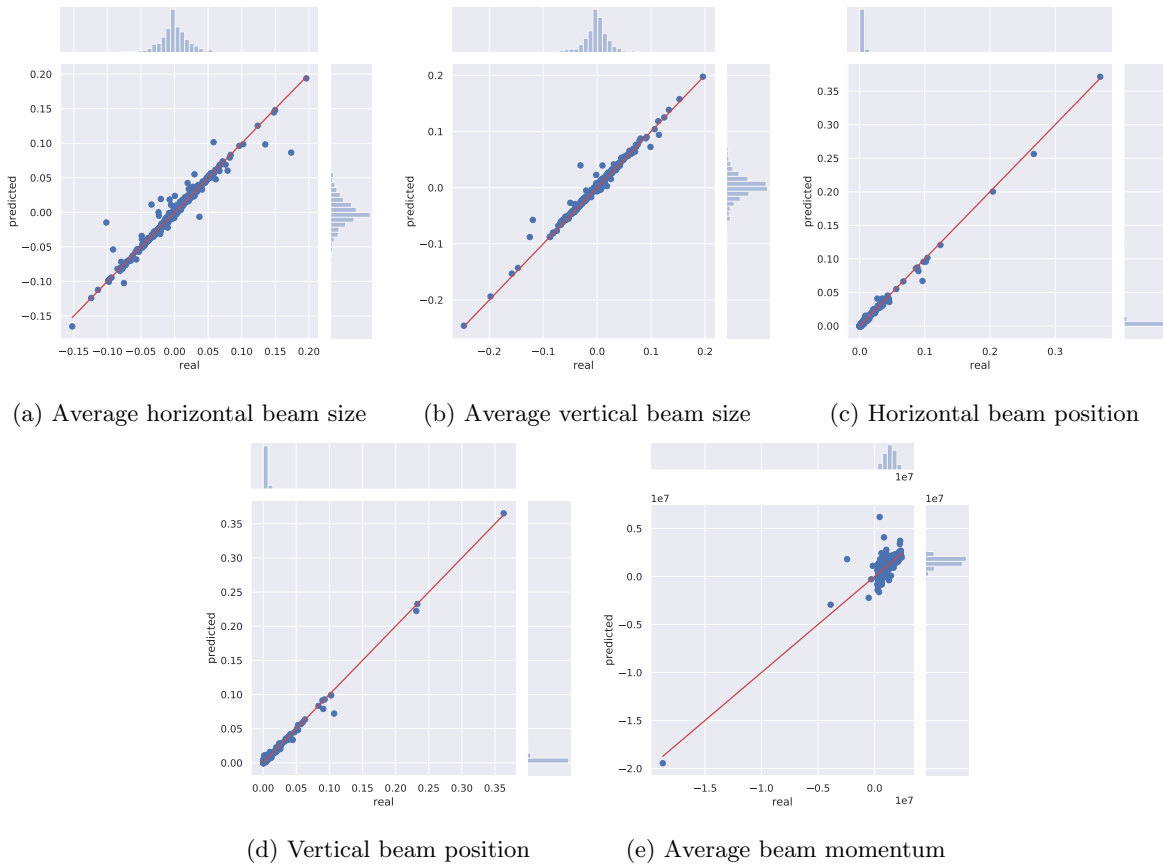 0.20
0.15
0.10
0.05
0.00
−0.05
−0.10
−0.15
predicted
−0.15 −0.10 −0.05 0.00 0.05 0.10 0.15 0.20
real
(a) Average horizontal beam size
0.2
0.1
0.0
−0.1
−0.2
predicted
−0.2 −0.1 0.0 0.1 0.2
real
(b) Average vertical beam size
0.35
0.30
0.25
0.20
0.15
0.10
0.05
0.00
predicted
0.0 0.1 0.2 0.3
real
(c) Horizontal beam position
0.35
0.30
0.25
0.20
0.15
0.10
0.05
0.00
predicted
0.00 0.05 0.10 0.15 0.20 0.25 0.30 0.35
real
(d) Vertical beam position
1e7
1e7 1e7
0.5
0.0
−0.5
−1.0
−1.5
−2.0
predicted
−1.5 −1.0 −0.5 0.0
real 1e7
(e) Average beam momentum